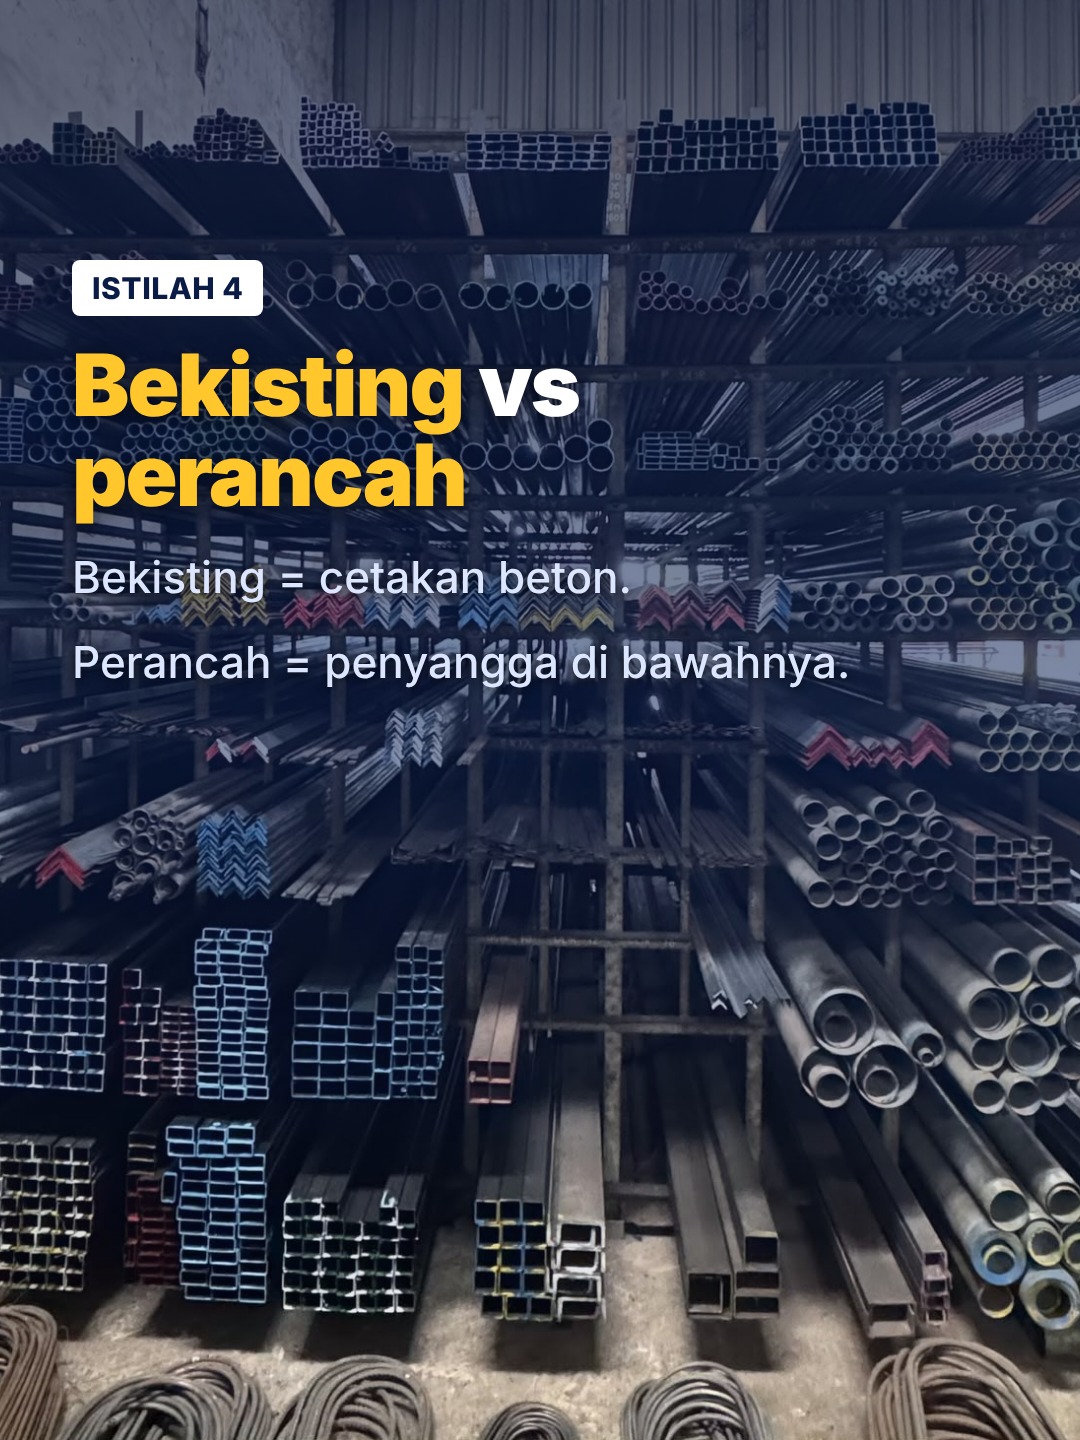 ISTILAH 4
Bekisting vs
perancah
Bekisting = cetakan beton.
Perancah = penyangga di bawahnya.